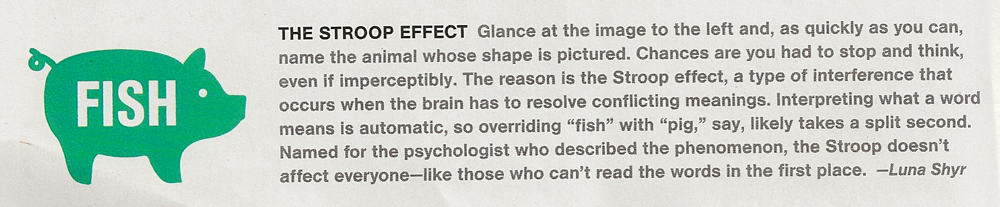 FISH
THE STROOP EFFECT Glance at the image to the left and, as quickly as you can,
name the animal whose shape is pictured. Chances are you had to stop and think,
even if imperceptibly. The reason is the Stroop effect, a type of interference that
occurs when the brain has to resolve conflicting meanings. Interpreting what a word
means is automatic, so overriding “fish” with “pig,” say, likely takes a split second.
Named for the psychologist who described the phenomenon, the Stroop doesn’t
affect everyone—like those who can’t read the words in the first place. —Luna Shyr